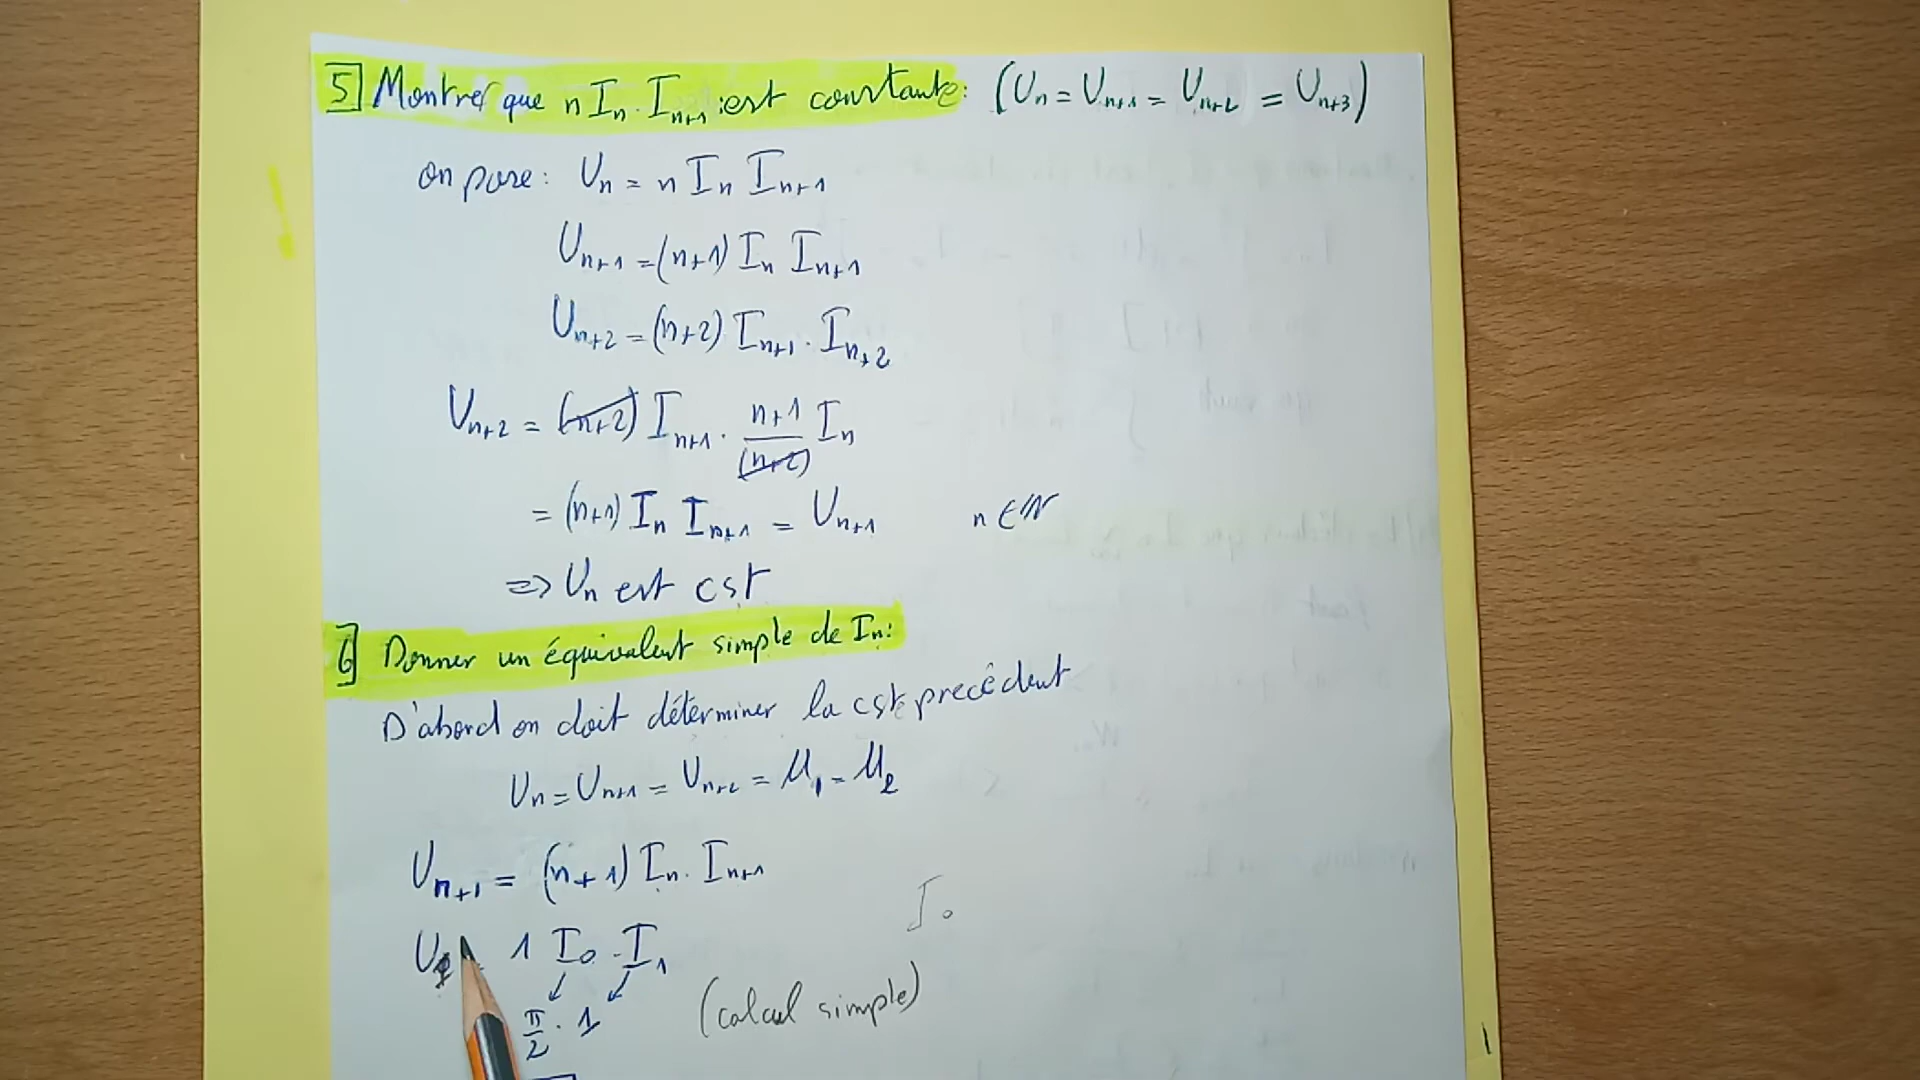 5] Montrer que n Iₙ . Iₙ₊₁ est constante : (Uₙ = Uₙ₊₁ = Uₙ₊₂ = Uₙ₊₃)
on pose : Uₙ = n Iₙ Iₙ₊₁
Uₙ₊₁ = (n+1) Iₙ Iₙ₊₁
Uₙ₊₂ = (n+2) Iₙ₊₁ . Iₙ₊₂
Uₙ₊₂ = (n+2) Iₙ₊₁ . n+1/(n+2) Iₙ
= (n+1) Iₙ Iₙ₊₁ = Uₙ₊₁ n ∈ ℕ
=> Uₙ est cst
6] Donner un équivalent simple de Iₙ :
D'abord on doit déterminer la cst precêdent
Uₙ = Uₙ₊₁ = Uₙ₊₂ = U₁ = U₂
Uₙ₊₁ = (n+1) Iₙ . Iₙ₊₁
I₀
U₁ 1 I₀ . I₁
π/2 . 1 (calcul simple)